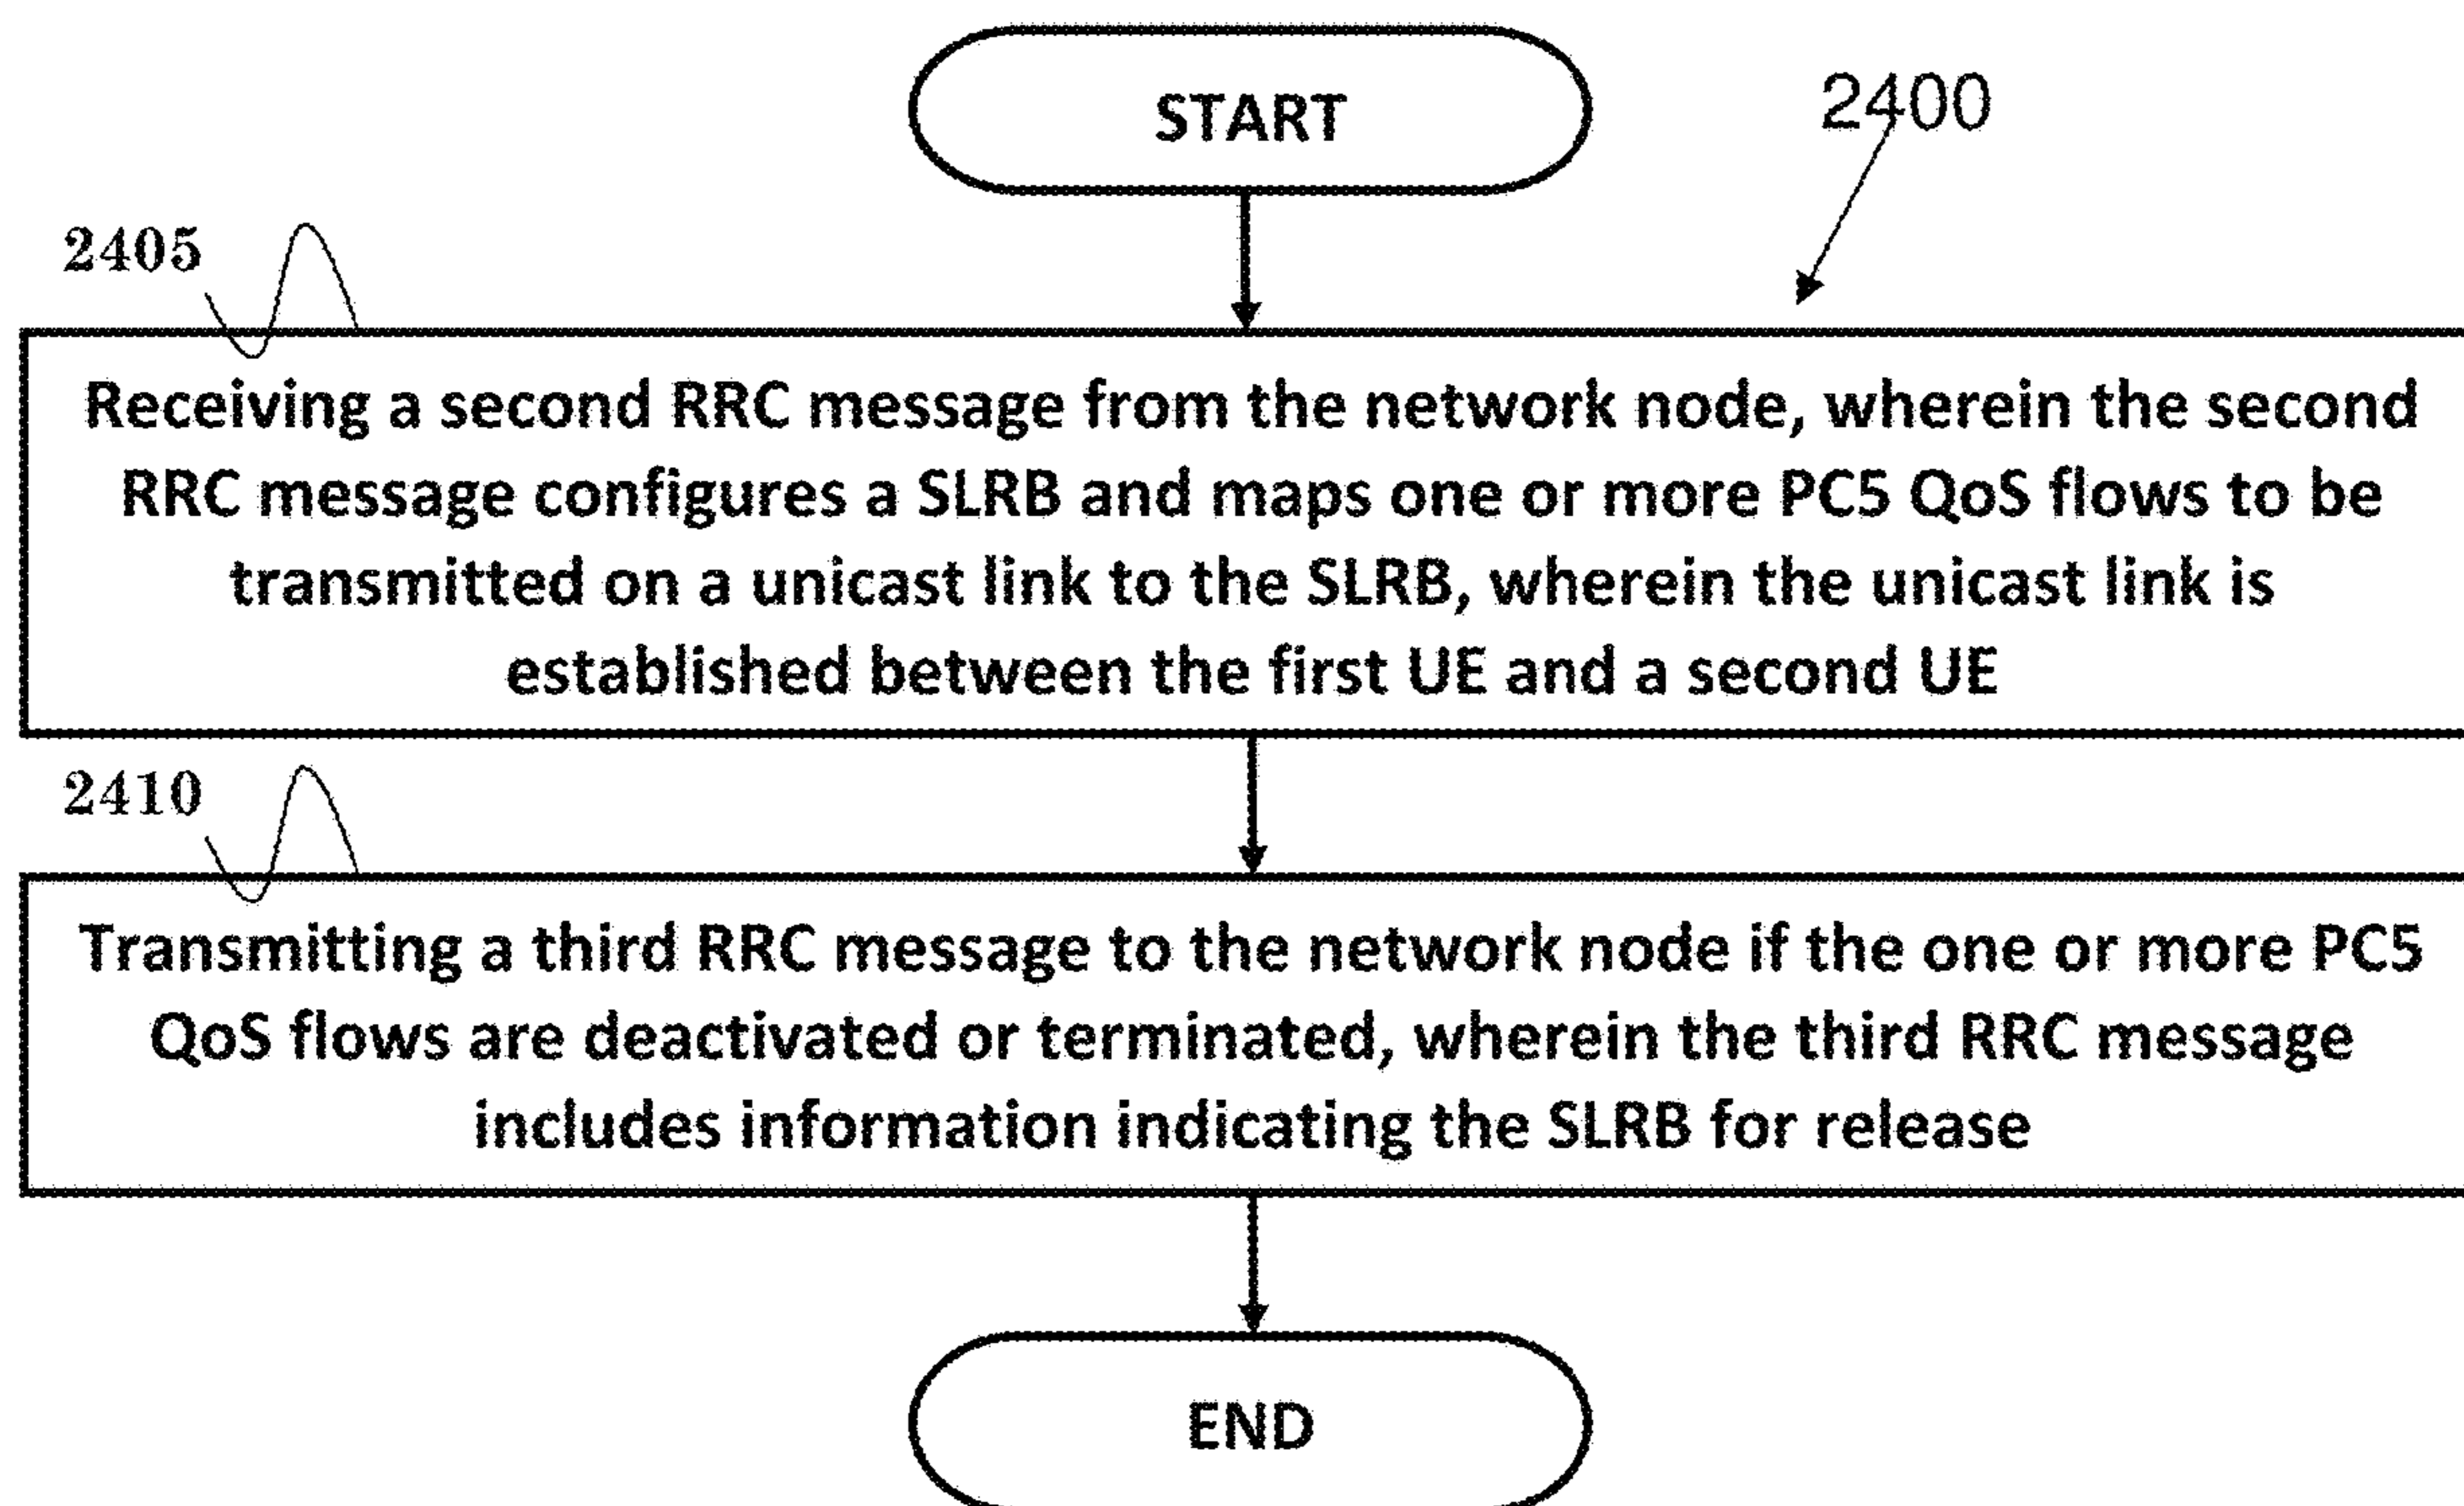 START
2400
2405
Receiving a second RRC message from the network node, wherein the second
RRC message configures a SLRB and maps one or more PC5 QoS flows to be
transmitted on a unicast link to the SLRB, wherein the unicast link is
established between the first UE and a second UE
2410
Transmitting a third RRC message to the network node if the one or more PC5
QoS flows are deactivated or terminated, wherein the third RRC message
includes information indicating the SLRB for release
END